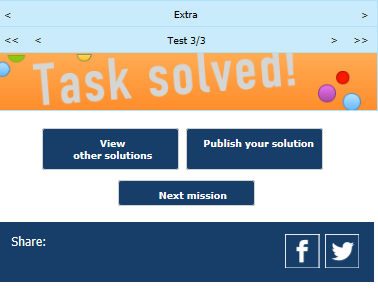 < Extra >
<< < Test 3/3 > >>
Task solved!
View
other solutions
Publish your solution
Next mission
Share: